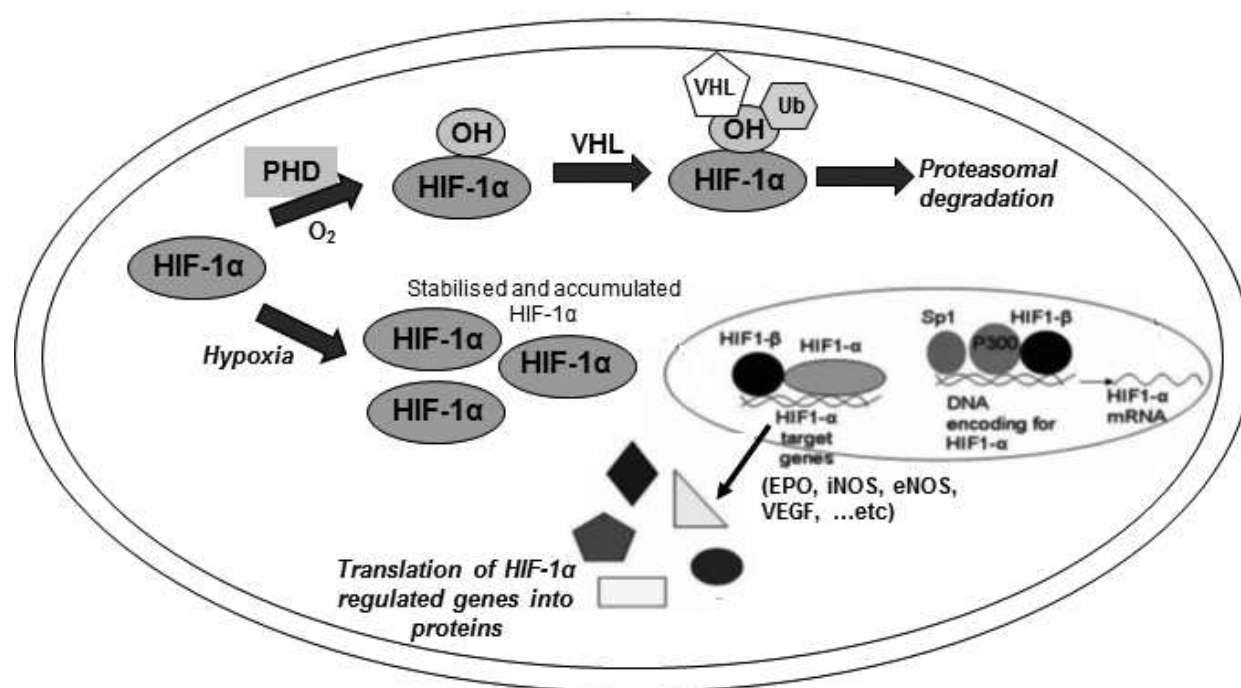 VHL
Ub
OH
HIF-1α
Proteasomal
degradation
VHL
OH
HIF-1α
PHD
O2
HIF-1α
Hypoxia
Stabilised and accumulated
HIF-1α
HIF-1α
HIF-1α
HIF-1α
HIF1-β
HIF1-α
HIF1-α
target
genes
Sp1
P300
HIF1-β
DNA
encoding for
HIF1-α
HIF1-α
mRNA
(EPO, iNOS, eNOS,
VEGF, ...etc)
Translation of HIF-1α
regulated genes into
proteins